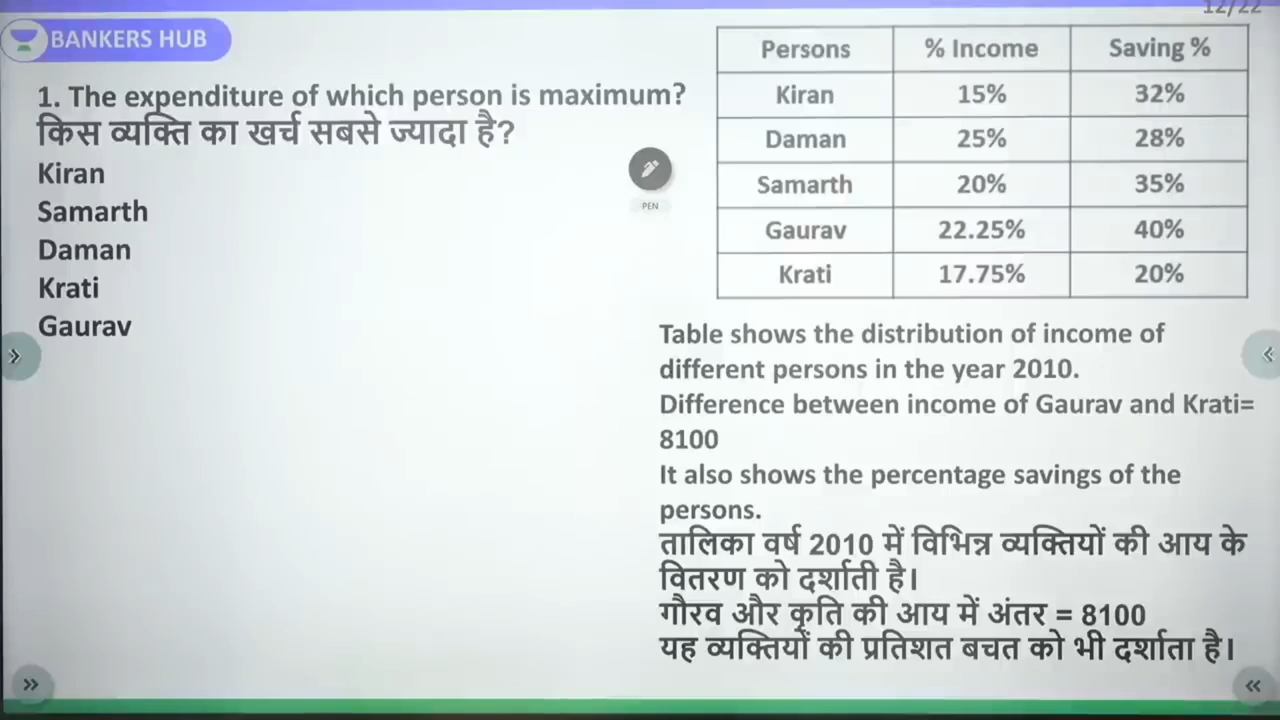 12/22
BANKERS HUB
1. The expenditure of which person is maximum?
किस व्यक्ति का खर्च सबसे ज्यादा है?
Kiran
Samarth
Daman
Krati
Gaurav
PEN
Persons % Income Saving %
Kiran 15% 32%
Daman 25% 28%
Samarth 20% 35%
Gaurav 22.25% 40%
Krati 17.75% 20%
Table shows the distribution of income of
different persons in the year 2010.
Difference between income of Gaurav and Krati=
8100
It also shows the percentage savings of the
persons.
तालिका वर्ष 2010 में विभिन्न व्यक्तियों की आय के
वितरण को दर्शाती है।
गौरव और कृति की आय में अंतर = 8100
यह व्यक्तियों की प्रतिशत बचत को भी दर्शाता है।